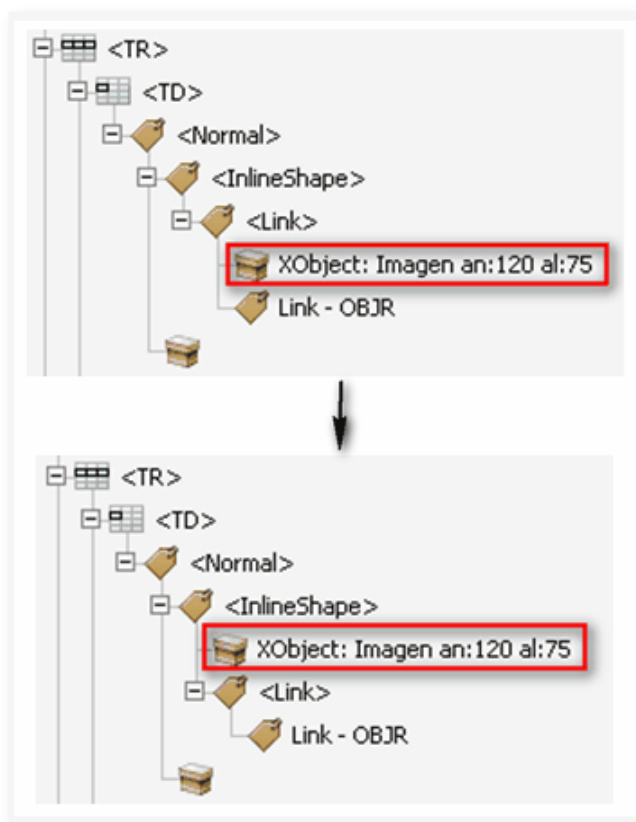 <TR>
<TD>
<Normal>
<InlineShape>
<Link>
XObject: Imagen an:120 al:75
Link - OBJR
<TR>
<TD>
<Normal>
<InlineShape>
XObject: Imagen an:120 al:75
<Link>
Link - OBJR